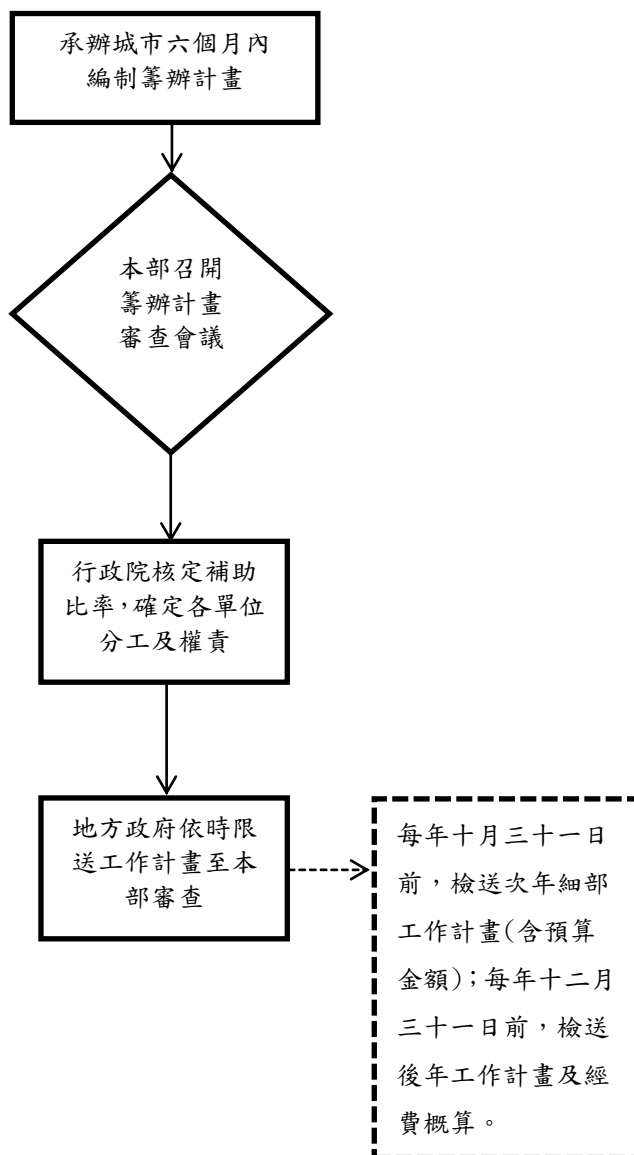 承辦城市六個月內
編制籌辦計畫
本部召開
籌辦計畫
審查會議
行政院核定補助
比率，確定各單位
分工及權責
地方政府依時限
送工作計畫至本
部審查
每年十月三十一日
前，檢送次年細部
工作計畫(含預算
金額)；每年十二月
三十一日前，檢送
後年工作計畫及經
費概算。